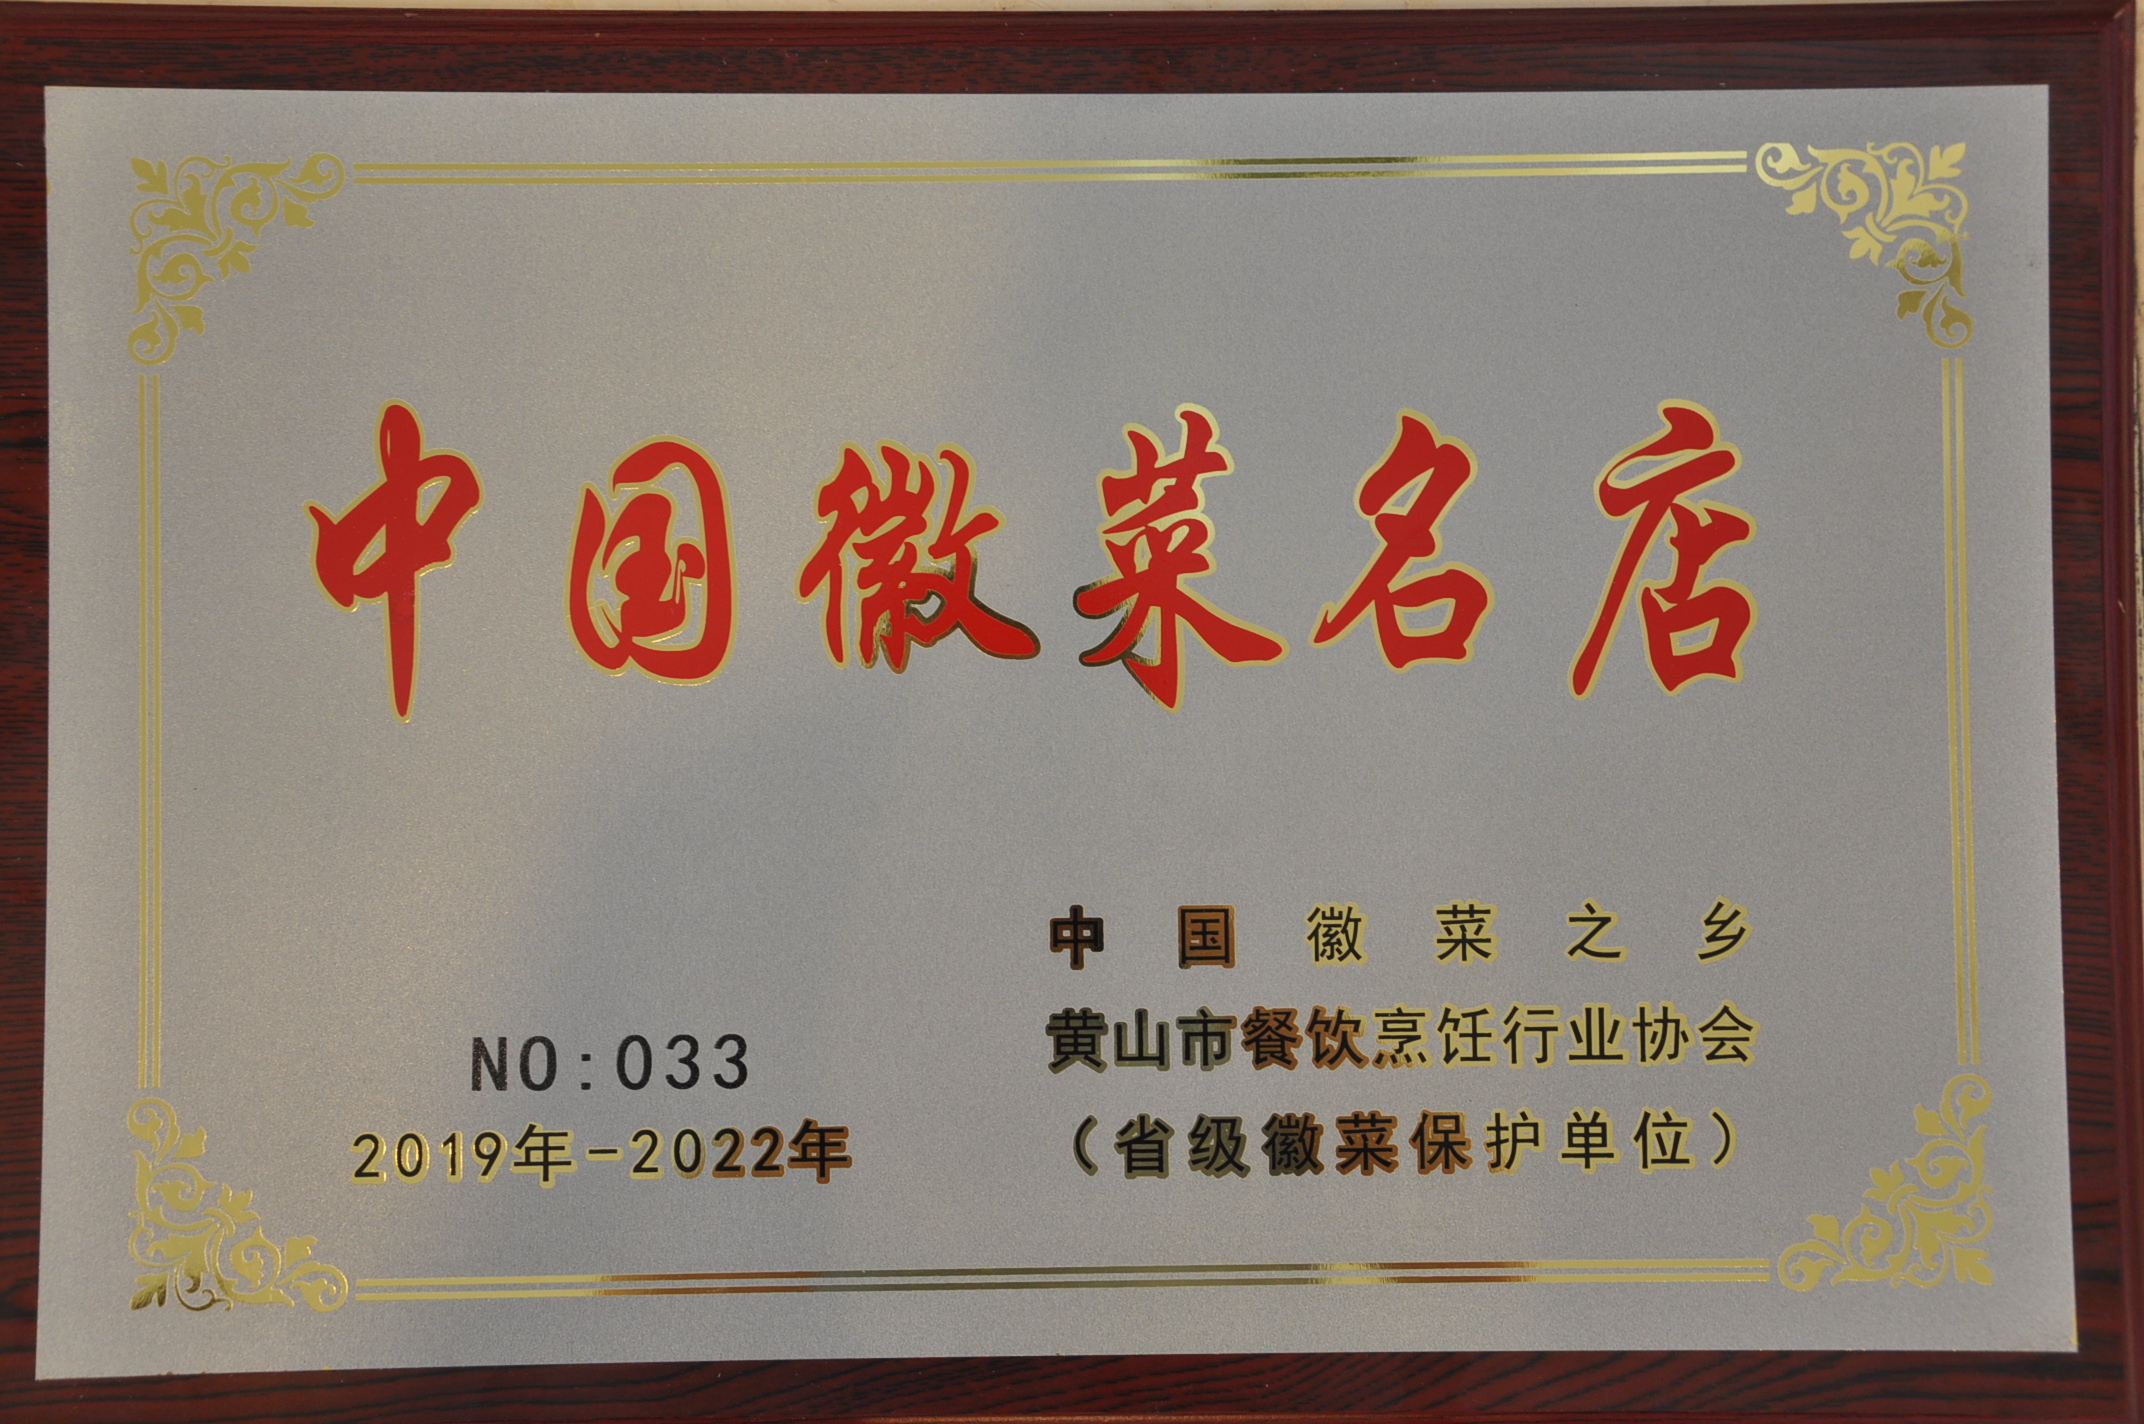 中国徽菜名店
中国徽菜之乡
黄山市餐饮烹饪行业协会
（省级徽菜保护单位）
NO:033
2019年-2022年